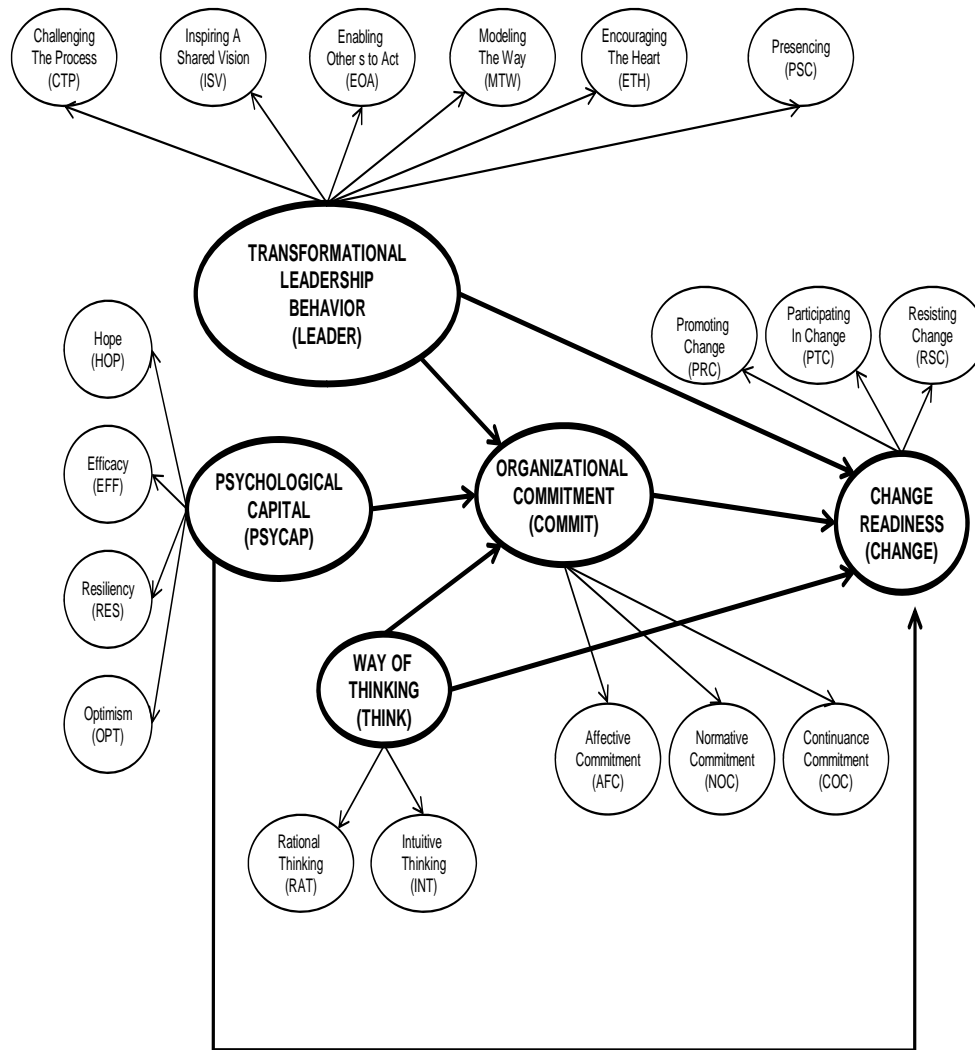 Challenging
The Process
(CTP)
Inspiring A
Shared Vision
(ISV)
Enabling
Other s to Act
(EOA)
Modeling
The Way
(MTW)
Encouraging
The Heart
(ETH)
Presencing
(PSC)
TRANSFORMATIONAL
LEADERSHIP
BEHAVIOR
(LEADER)
Hope
(HOP)
Promoting
Change
(PRC)
Participating
In Change
(PTC)
Resisting
Change
(RSC)
Efficacy
(EFF)
PSYCHOLOGICAL
CAPITAL
(PSYCAP)
ORGANIZATIONAL
COMMITMENT
(COMMIT)
CHANGE
READINESS
(CHANGE)
Resiliency
(RES)
WAY OF
THINKING
(THINK)
Optimism
(OPT)
Affective
Commitment
(AFC)
Normative
Commitment
(NOC)
Continuance
Commitment
(COC)
Rational
Thinking
(RAT)
Intuitive
Thinking
(INT)